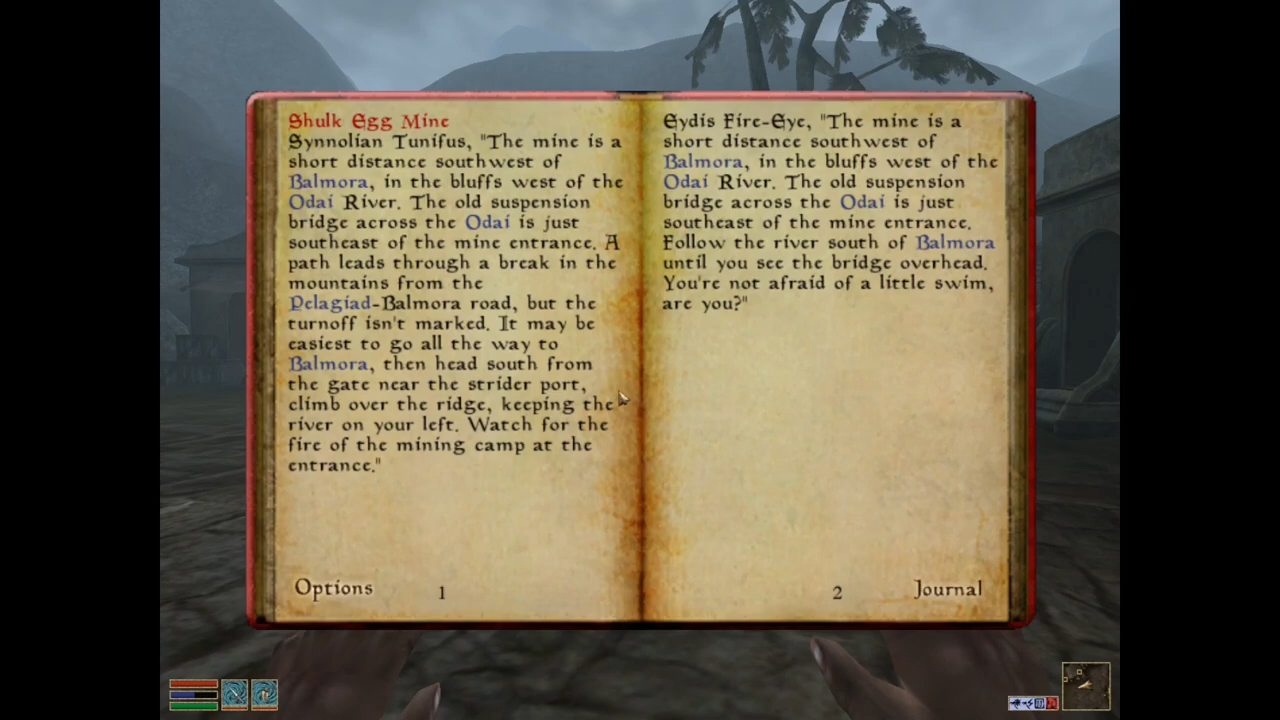 Shulk Egg Mine
Synnolian Tunifus, "The mine is a
short distance southwest of
Balmora, in the bluffs west of the
Odai River. The old suspension
bridge across the Odai is just
southeast of the mine entrance. A
path leads through a break in the
mountains from the
Pelagiad-Balmora road, but the
turnoff isn't marked. It may be
easiest to go all the way to
Balmora, then head south from
the gate near the strider port,
climb over the ridge, keeping the
river on your left. Watch for the
fire of the mining camp at the
entrance."
Options
1
Eydis Fire-Eye, "The mine is a
short distance southwest of
Balmora, in the bluffs west of the
Odai River. The old suspension
bridge across the Odai is just
southeast of the mine entrance.
Follow the river south of Balmora
until you see the bridge overhead.
You're not afraid of a little swim,
are you?"
2
Journal